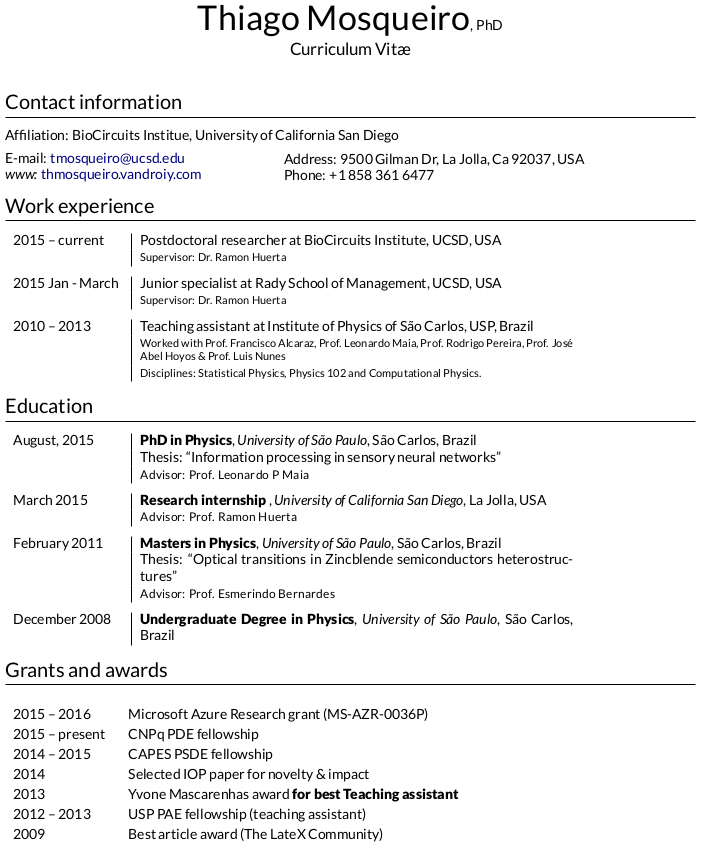 Thiago Mosqueiro, PhD
Curriculum Vitæ
Contact information
Affiliation: BioCircuits Institue, University of California San Diego
E-mail: tmosqueiro@ucsd.edu
Address: 9500 Gilman Dr, La Jolla, Ca 92037, USA
www: thmosqueiro.vandroiy.com
Phone: +1 858 361 6477
Work experience
2015 – current
Postdoctoral researcher at BioCircuits Institute, UCSD, USA
Supervisor: Dr. Ramon Huerta
2015 Jan - March
Junior specialist at Rady School of Management, UCSD, USA
Supervisor: Dr. Ramon Huerta
2010 – 2013
Teaching assistant at Institute of Physics of São Carlos, USP, Brazil
Worked with Prof. Francisco Alcaraz, Prof. Leonardo Maia, Prof. Rodrigo Pereira, Prof. José
Abel Hoyos & Prof. Luis Nunes
Disciplines: Statistical Physics, Physics 102 and Computational Physics.
Education
August, 2015
PhD in Physics, University of São Paulo, São Carlos, Brazil
Thesis: “Information processing in sensory neural networks”
Advisor: Prof. Leonardo P Maia
March 2015
Research internship , University of California San Diego, La Jolla, USA
Advisor: Prof. Ramon Huerta
February 2011
Masters in Physics, University of São Paulo, São Carlos, Brazil
Thesis: “Optical transitions in Zincblende semiconductors heterostruc-
tures”
Advisor: Prof. Esmerindo Bernardes
December 2008
Undergraduate Degree in Physics, University of São Paulo, São Carlos,
Brazil
Grants and awards
2015 – 2016 Microsoft Azure Research grant (MS-AZR-0036P)
2015 – present CNPq PDE fellowship
2014 – 2015 CAPES PSDE fellowship
2014 Selected IOP paper for novelty & impact
2013 Yvone Mascarenhas award for best Teaching assistant
2012 – 2013 USP PAE fellowship (teaching assistant)
2009 Best article award (The LateX Community)